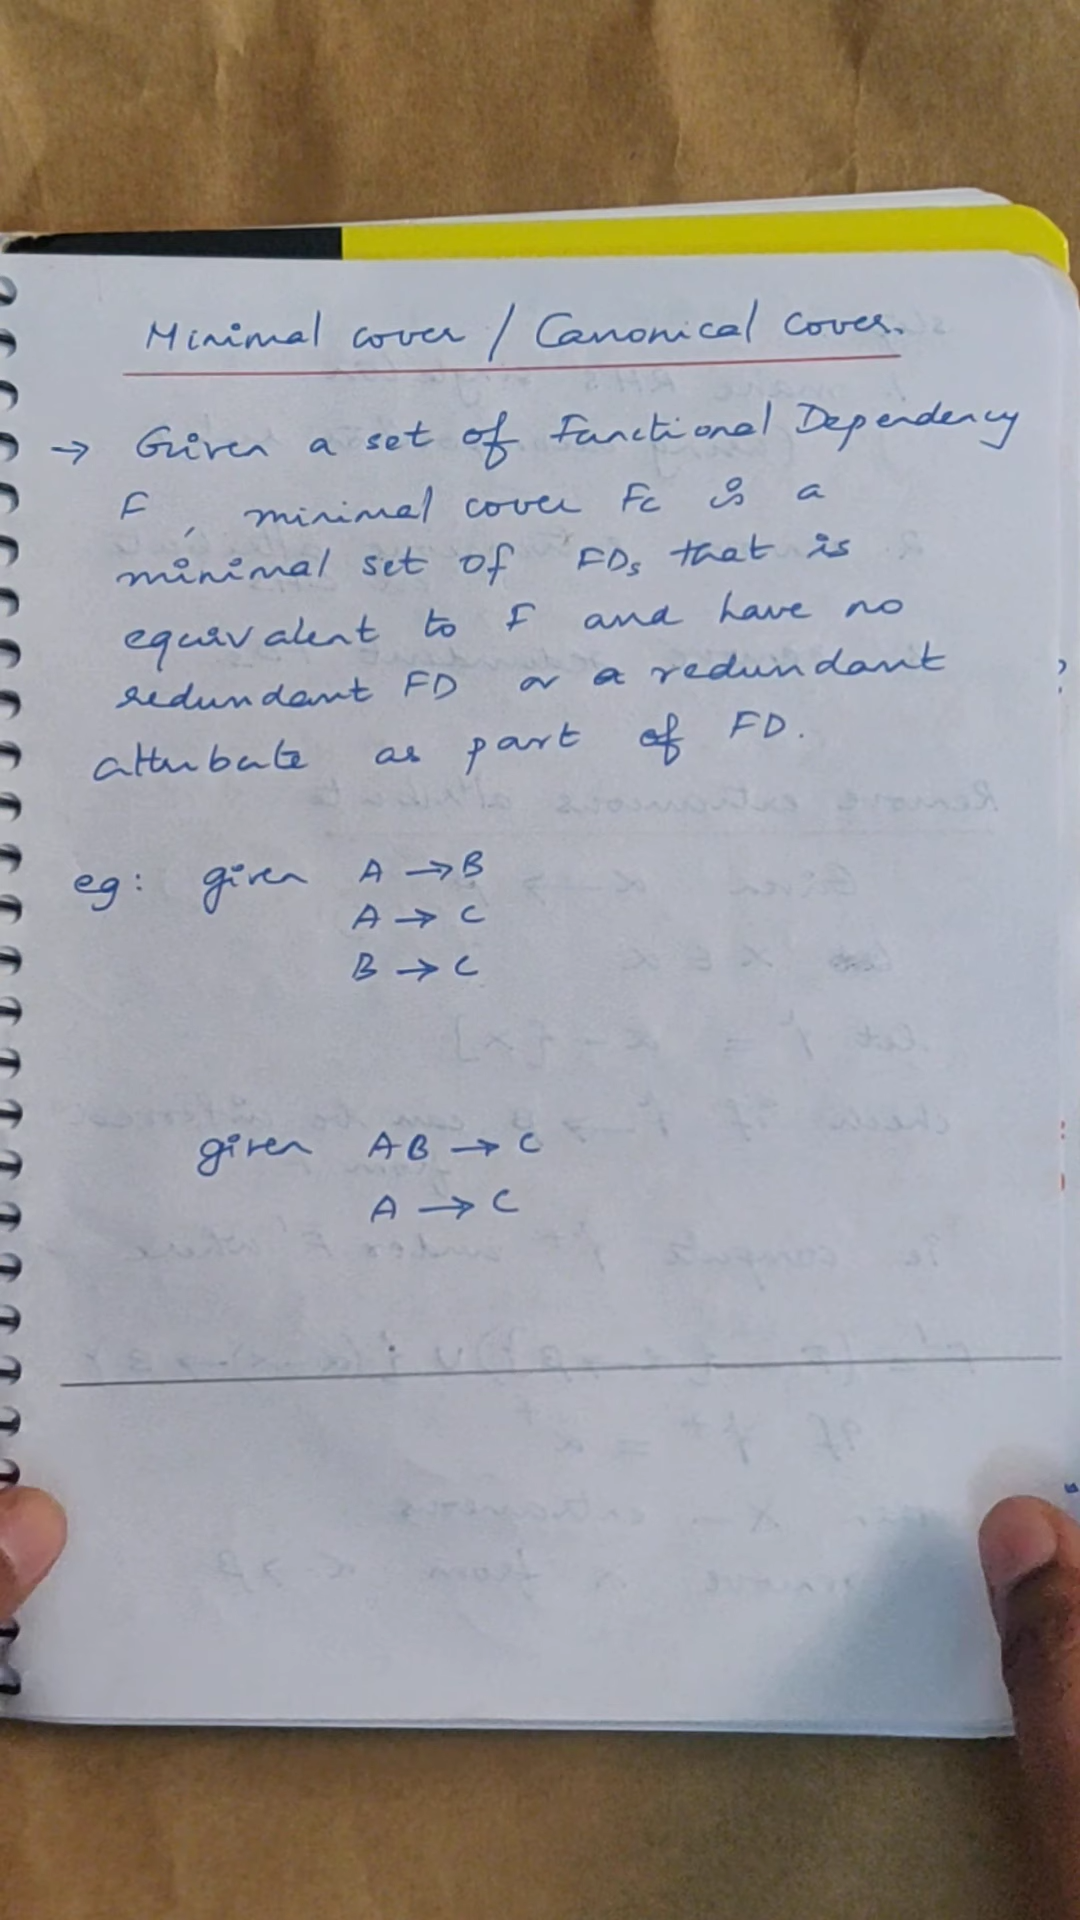 Minimal cover / Canonical Cover.
→ Given a set of Functional Dependency
F, minimal cover Fc is a
minimal set of FDs that is
equivalent to F and have no
redundant FD or a redundant
attribute as part of FD.
eg: given A → B
A → C
B → C
given AB → C
A → C